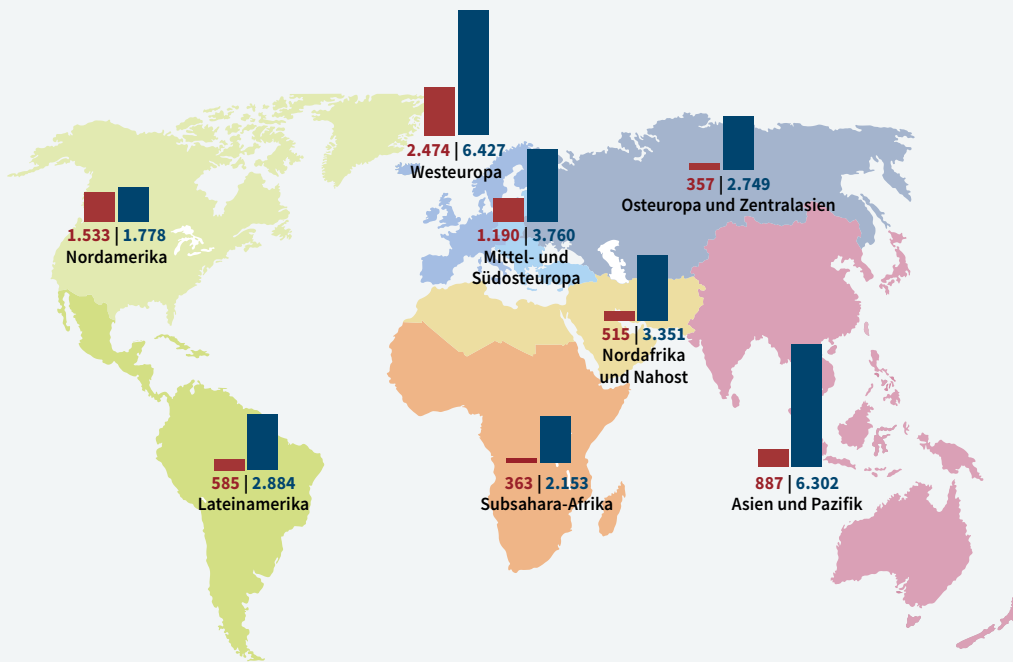 2.474 | 6.427
Westeuropa
357 | 2.749
Osteuropa und Zentralasien
1.533 | 1.778
Nordamerika
1.190 | 3.760
Mittel- und
Südosteuropa
515 | 3.351
Nordafrika
und Nahost
585 | 2.884
Lateinamerika
363 | 2.153
Subsahara-Afrika
887 | 6.302
Asien und Pazifik